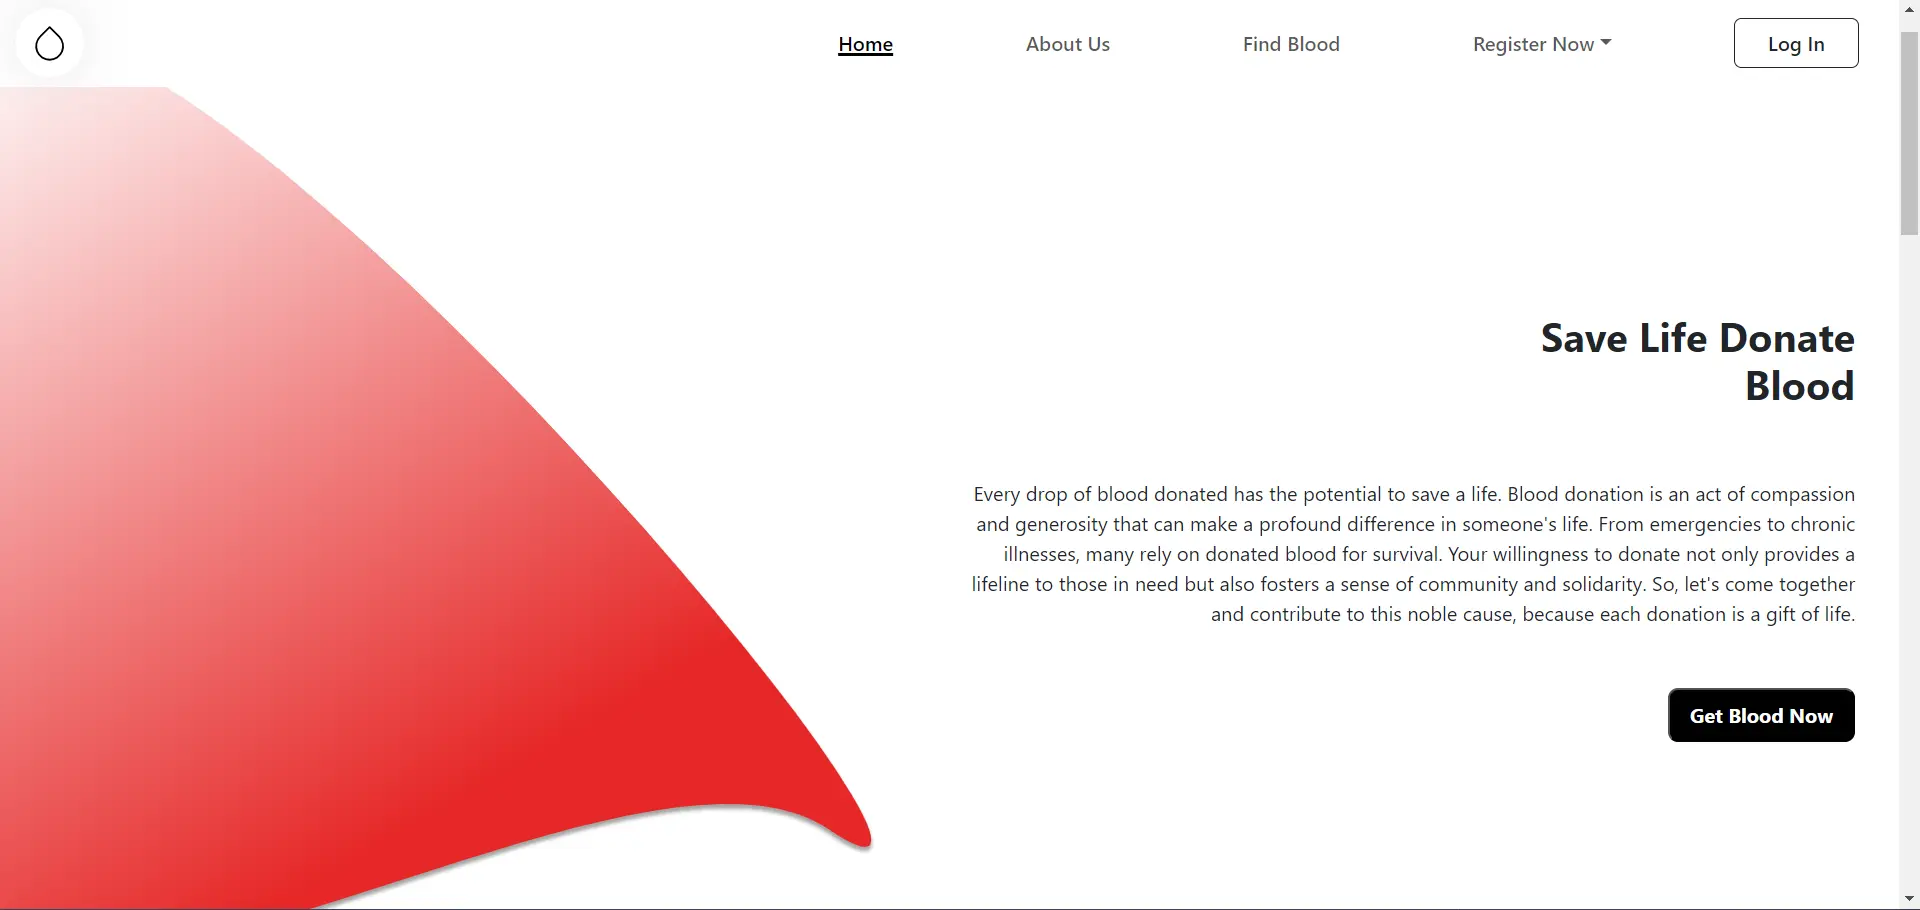 Home
About Us
Find Blood
Register Now
Log In
Save Life Donate
Blood
Every drop of blood donated has the potential to save a life. Blood donation is an act of compassion
and generosity that can make a profound difference in someone's life. From emergencies to chronic
illnesses, many rely on donated blood for survival. Your willingness to donate not only provides a
lifeline to those in need but also fosters a sense of community and solidarity. So, let's come together
and contribute to this noble cause, because each donation is a gift of life.
Get Blood Now